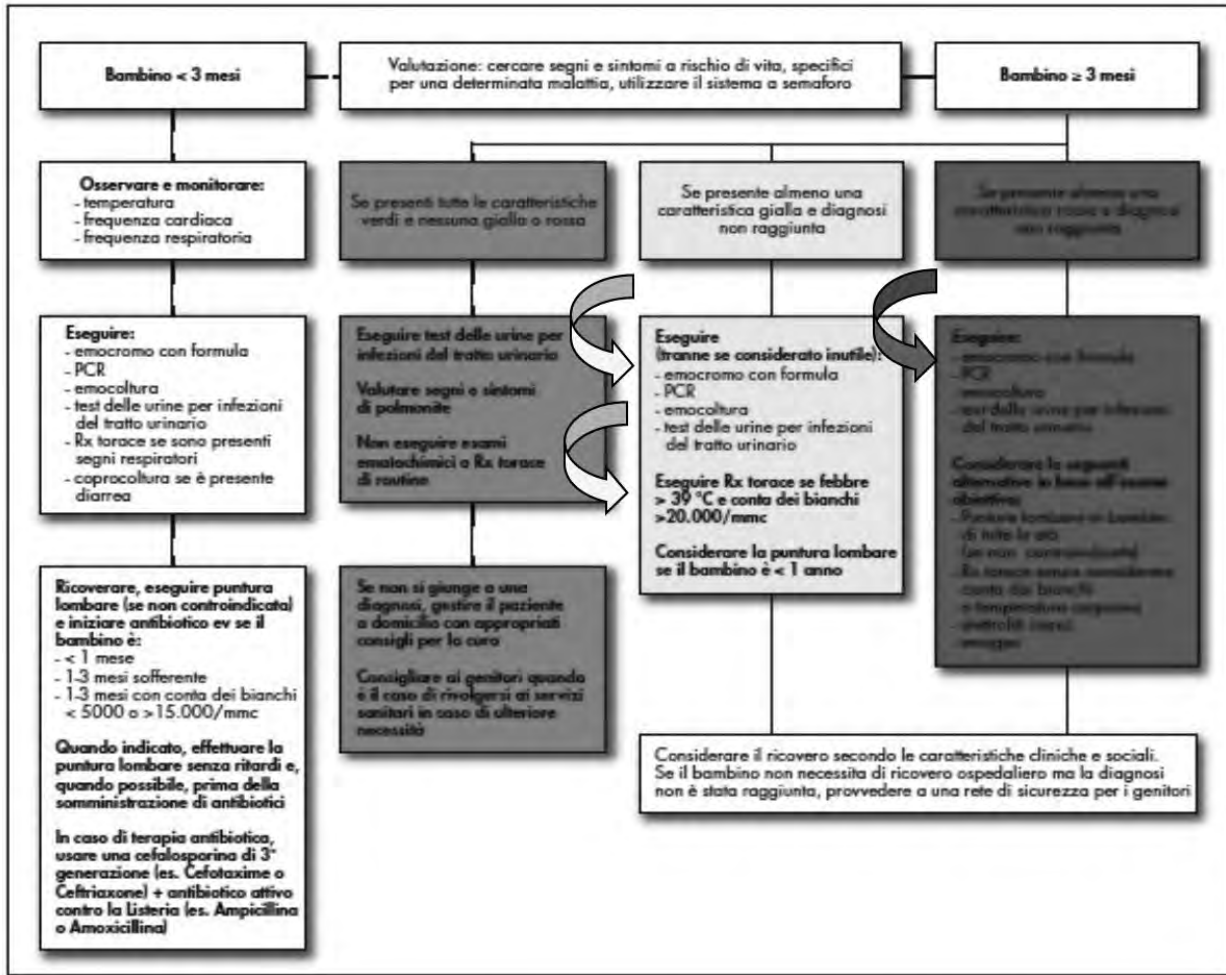 Bambino < 3 mesi
Valutazione: cercare segni e sintomi a rischio di vita, specifici
per una determinata malattia, utilizzare il sistema a semaforo
Bambino ≥ 3 mesi
Osservare e monitorare:
- temperatura
- frequenza cardiaca
- frequenza respiratoria
Se presenti tutte le caratteristiche
verdi e nessuna gialla o rossa
Se presente almeno una
caratteristica gialla e diagnosi
non raggiunta
Se presente almeno una
caratteristica rossa e diagnosi
non raggiunta
Eseguire:
- emocromo con formula
- PCR
- emocoltura
- test delle urine per infezioni
del tratto urinario
- Rx torace se sono presenti
segni respiratori
- coprocoltura se è presente
diarrea
Eseguire test delle urine per
infezioni del tratto urinario
Valutare segni o sintomi
di polmonite
Non eseguire esami
ematochimici o Rx torace
di routine
Eseguire
(tranne se considerato inutile):
- emocromo con formula
- PCR
- emocoltura
- test delle urine per infezioni
del tratto urinario
Eseguire Rx torace se febbre
> 39 °C e conta dei bianchi
>20.000/mmc
Considerare la puntura lombare
se il bambino è < 1 anno
Eseguire:
- emocromo con formula
- PCR
- emocoltura
- test delle urine per infezioni
del tratto urinario
Considerare le seguenti
alternative in base all'esame
obiettivo:
- Puntura lombare in bambini
di tutte le età
(se non controindicata)
- Rx torace senza considerare
conta dei bianchi
o temperatura corporea
- elettroliti sierici
- emogas
Ricoverare, eseguire puntura
lombare (se non controindicata)
e iniziare antibiotico ev se il
bambino è:
- < 1 mese
- 1-3 mesi sofferente
- 1-3 mesi con conta dei bianchi
< 5000 o >15.000/mmc
Quando indicato, effettuare la
puntura lombare senza ritardi e,
quando possibile, prima della
somministrazione di antibiotici
In caso di terapia antibiotica,
usare una cefalosporina di 3°
generazione (es. Cefotaxime o
Ceftriaxone) + antibiotico attivo
contro la Listeria (es. Ampicillina
o Amoxicillina)
Se non si giunge a una
diagnosi, gestire il paziente
a domicilio con appropriati
consigli per la cura
Consigliare ai genitori quando
è il caso di rivolgersi ai servizi
sanitari in caso di ulteriore
necessità
Considerare il ricovero secondo le caratteristiche cliniche e sociali.
Se il bambino non necessita di ricovero ospedaliero ma la diagnosi
non è stata raggiunta, provvedere a una rete di sicurezza per i genitori